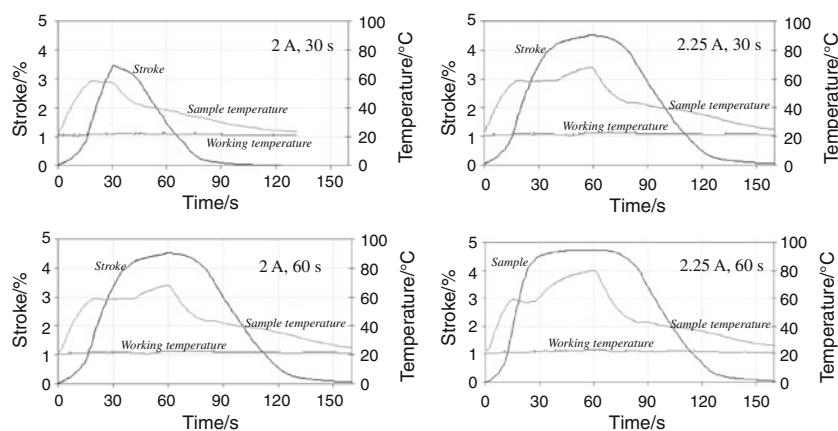 5 100 5 100
2 A, 30 s 2.25 A, 30 s
4 80 4 80
Stroke Stroke
3 60 3 60
2 40 2 40
Sample temperature Sample temperature
Working temperature
1 20 1 20
Working temperature
0 0 0 0
0 30 60 90 120 150 0 30 60 90 120 150
Stroke/% Temperature/°C Stroke/% Temperature/°C
Time/s Time/s
5 100 5 100
Stroke 2 A, 60 s Sample 2.25 A, 60 s
4 80 4 80
3 60 3 60
2 40 2 40
Sample temperature Sample temperature
Working temperature Working temperature
1 20 1 20
0 0 0 0
0 30 60 90 120 150 0 30 60 90 120 150
Stroke/% Temperature/°C Stroke/% Temperature/°C
Time/s Time/s